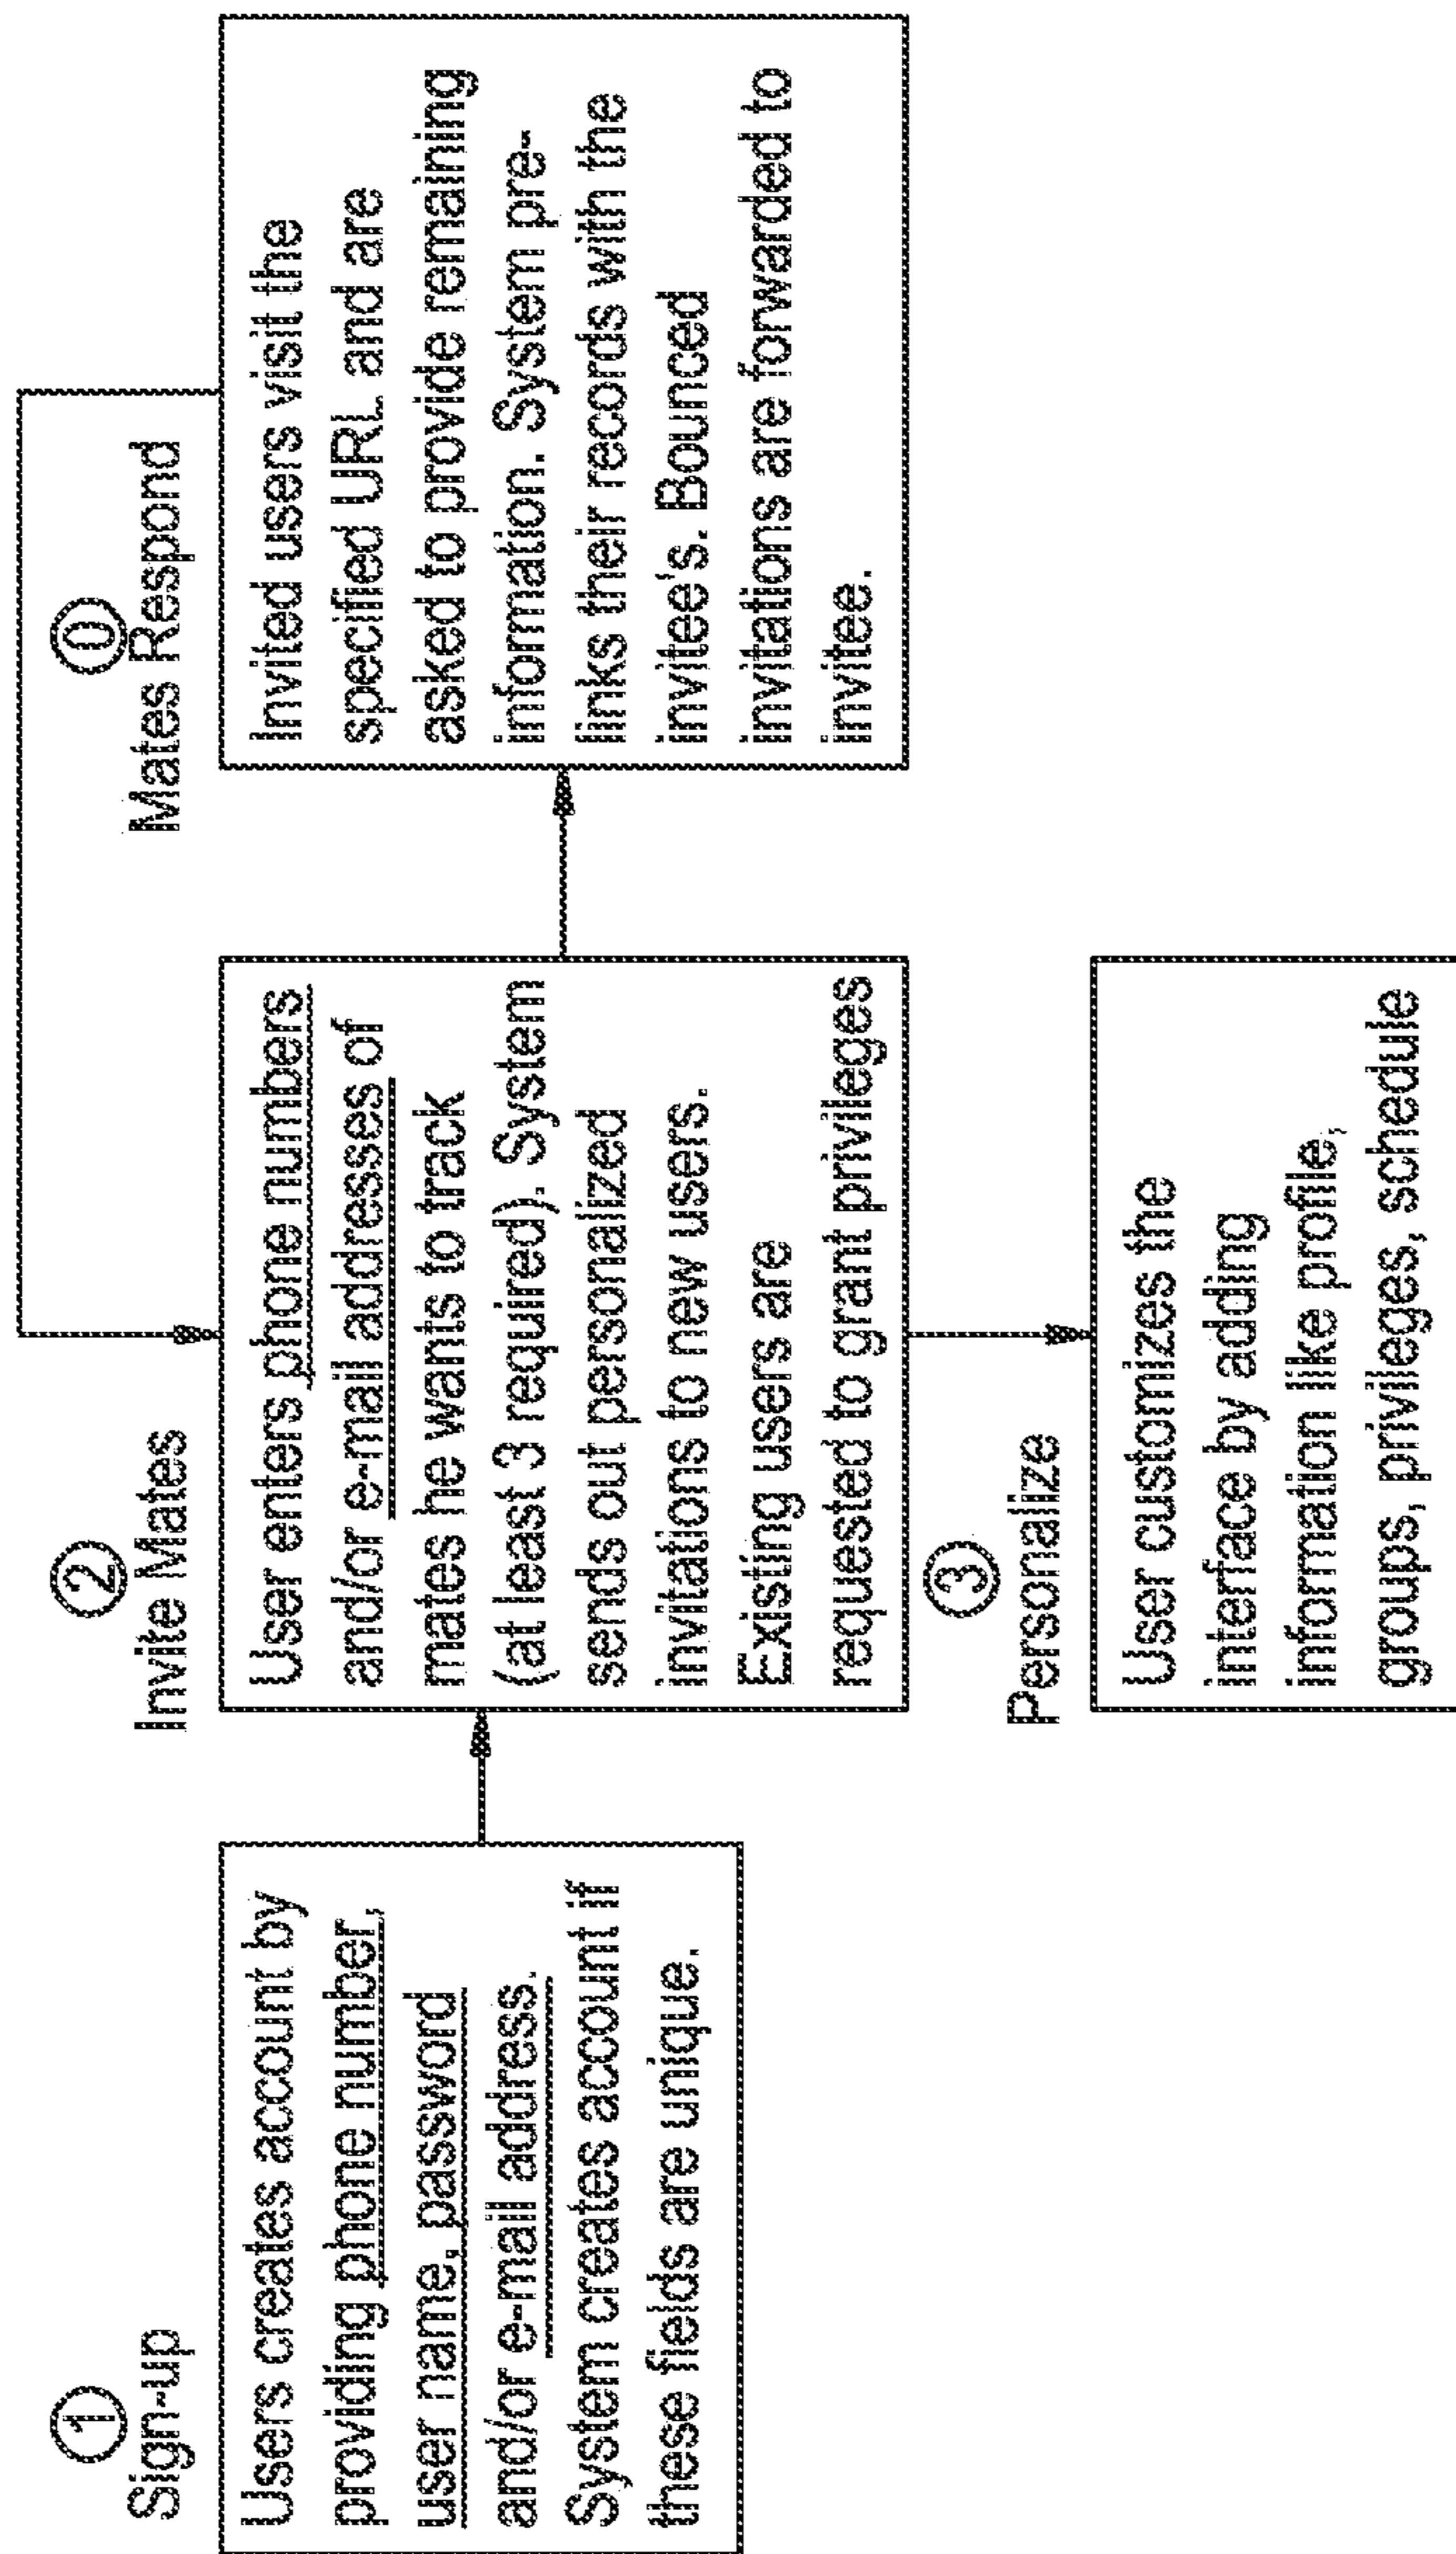 ①
Sign-up
Users creates account by
providing phone number,
user name, password
and/or e-mail address.
System creates account if
these fields are unique.
②
Invite Mates
User enters phone numbers
and/or e-mail addresses of
mates he wants to track
(at least 3 required). System
sends out personalized
invitations to new users.
Existing users are
requested to grant privileges
⓪
Mates Respond
Invited users visit the
specified URL and are
asked to provide remaining
information. System pre-
links their records with the
invitee's. Bounced
invitations are forwarded to
invitee.
③
Personalize
User customizes the
interface by adding
information like profile,
groups, privileges, schedule